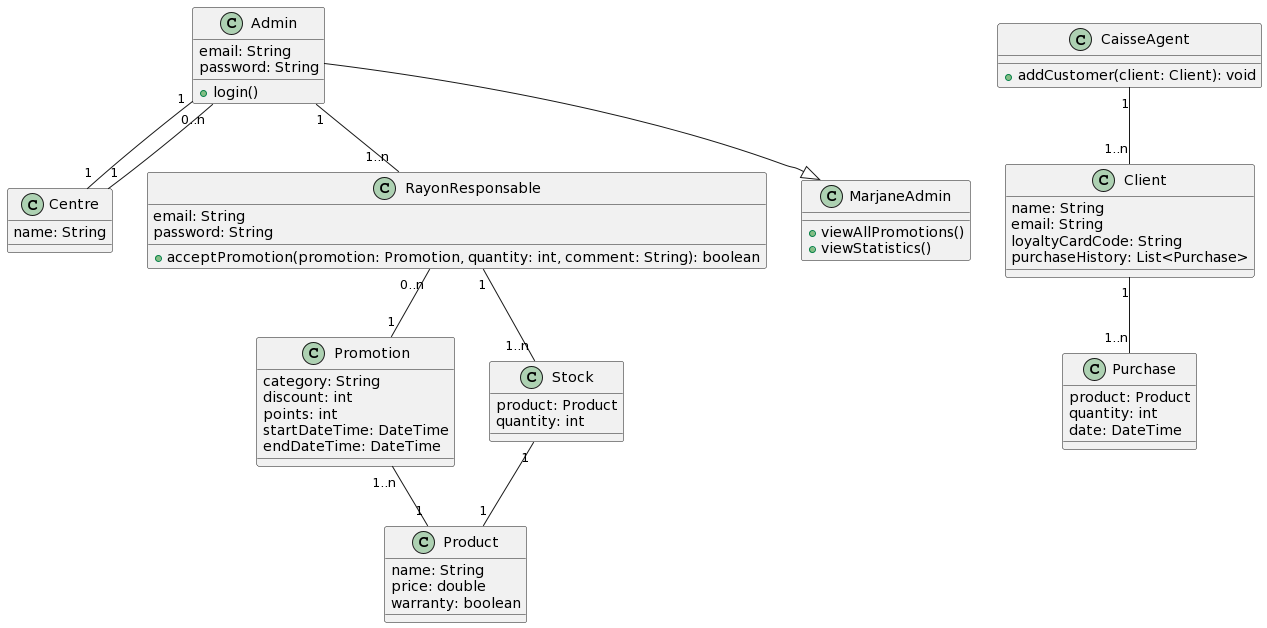 C Admin
email: String
password: String
login()
1
0..n
1
1
1
1..n
C Centre
name: String
C RayonResponsable
email: String
password: String
acceptPromotion(promotion: Promotion, quantity: int, comment: String): boolean
C MarjaneAdmin
viewAllPromotions()
viewStatistics()
0..n
1
1
1..n
C Promotion
category: String
discount: int
points: int
startDateTime: DateTime
endDateTime: DateTime
C Stock
product: Product
quantity: int
1..n
1
1
1
C Product
name: String
price: double
warranty: boolean
C CaisseAgent
addCustomer(client: Client): void
1
1..n
C Client
name: String
email: String
loyaltyCardCode: String
purchaseHistory: List<Purchase>
1
1..n
C Purchase
product: Product
quantity: int
date: DateTime